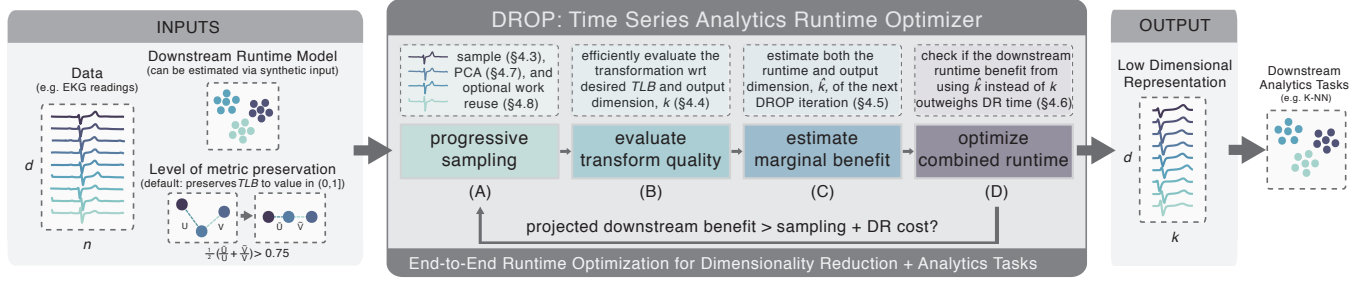 INPUTS
Data
(e.g. EKG readings)
d
n
Downstream Runtime Model
(can be estimated via synthetic input)
Level of metric preservation
(default: preserves TLB to value in (0,1])
U
V
Ũ
Ṽ
> 0.75
DROP: Time Series Analytics Runtime Optimizer
sample (§4.3),
PCA (§4.7), and
optional work
reuse (§4.8)
progressive
sampling
(A)
efficiently evaluate the
transformation wrt
desired TLB and output
dimension, k (§4.4)
evaluate
transform quality
(B)
estimate both the
runtime and output
dimension, k̂, of the next
DROP iteration (§4.5)
estimate
marginal benefit
(C)
check if the downstream
runtime benefit from
using k̂ instead of k
outweighs DR time (§4.6)
optimize
combined runtime
(D)
projected downstream benefit > sampling + DR cost?
End-to-End Runtime Optimization for Dimensionality Reduction + Analytics Tasks
OUTPUT
Low Dimensional
Representation
d
k
Downstream
Analytics Tasks
(e.g. K-NN)